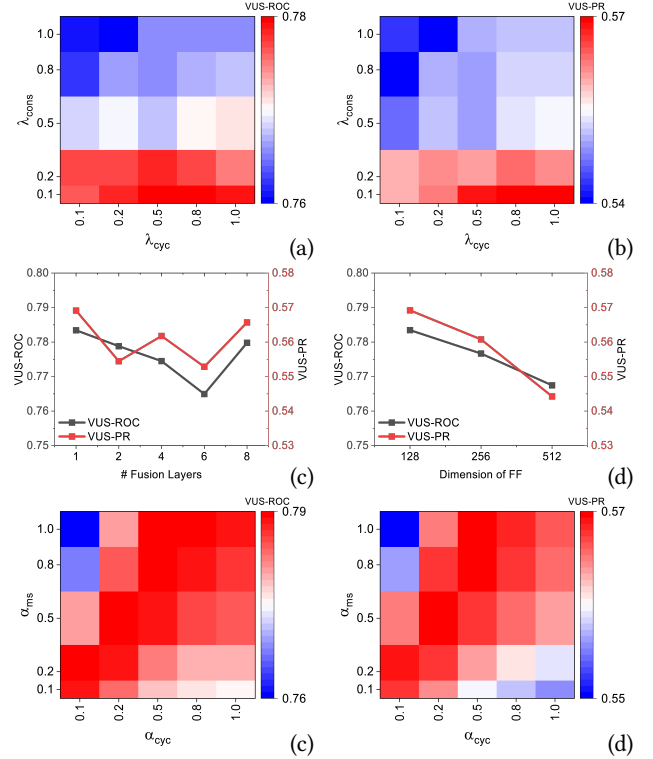 VUS-ROC
0.78
1.0
0.8
0.5
0.2
0.1
λcons
0.1 0.2 0.5 0.8 1.0
λcyc
0.76
(a)
VUS-PR
0.57
1.0
0.8
0.5
0.2
0.1
λcons
0.1 0.2 0.5 0.8 1.0
λcyc
0.54
(b)
0.80
0.79
0.78
0.77
0.76
0.75
VUS-ROC
0.58
0.57
0.56
0.55
0.54
0.53
VUS-PR
VUS-ROC
VUS-PR
1 2 4 6 8
# Fusion Layers
(c)
0.80
0.79
0.78
0.77
0.76
0.75
VUS-ROC
0.58
0.57
0.56
0.55
0.54
0.53
VUS-PR
VUS-ROC
VUS-PR
128 256 512
Dimension of FF
(d)
VUS-ROC
0.79
1.0
0.8
0.5
0.2
0.1
αms
0.1 0.2 0.5 0.8 1.0
αcyc
0.76
(c)
VUS-PR
0.57
1.0
0.8
0.5
0.2
0.1
αms
0.1 0.2 0.5 0.8 1.0
αcyc
0.55
(d)